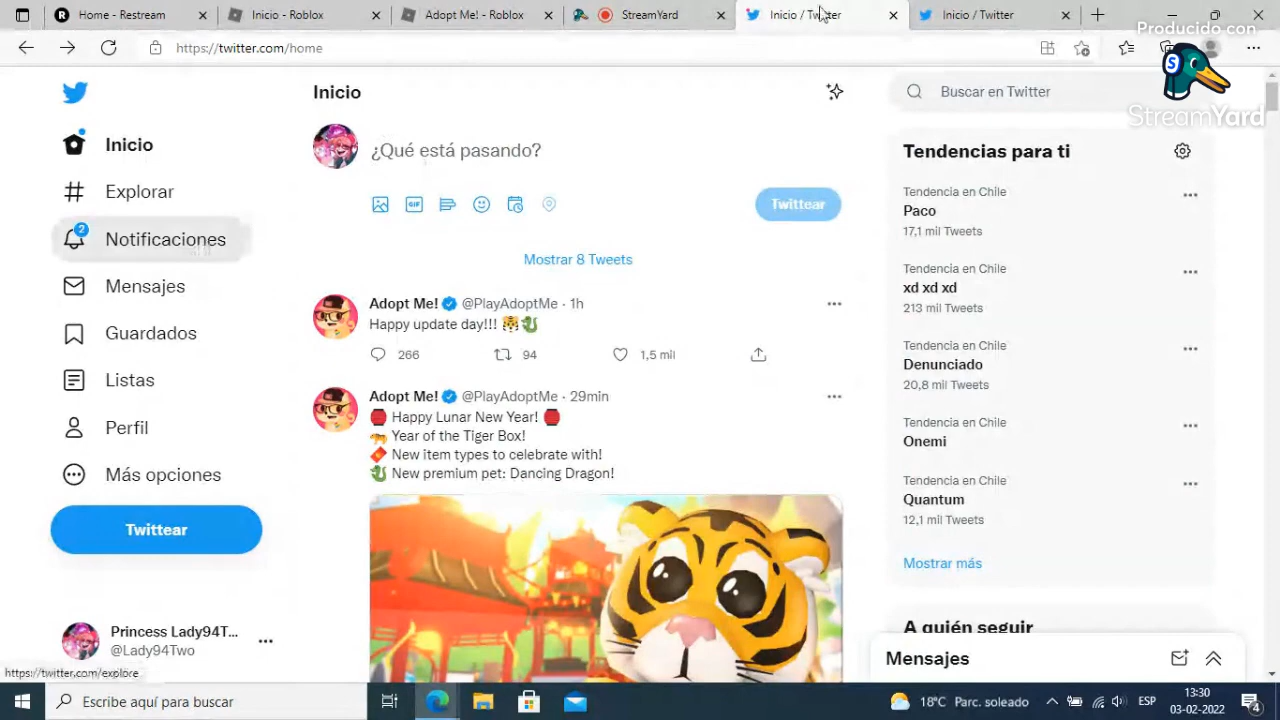 Home - Restream
Inicio - Roblox
Adopt Me! - Roblox
StreamYard
Inicio / Twitter
Inicio / Twitter
Producido con
https://twitter.com/home
StreamYard
Inicio
Buscar en Twitter
Inicio
¿Qué está pasando?
Tendencias para ti
Explorar
Tendencia en Chile
Paco
17,1 mil Tweets
GIF
Twittear
2
Notificaciones
Mostrar 8 Tweets
Tendencia en Chile
xd xd xd
213 mil Tweets
Mensajes
Adopt Me! @PlayAdoptMe · 1h
Happy update day!!! 🐯🐉
266
94
1,5 mil
Guardados
Tendencia en Chile
Denunciado
20,8 mil Tweets
Listas
Adopt Me! @PlayAdoptMe · 29min
🏮 Happy Lunar New Year! 🏮
🐅 Year of the Tiger Box!
🧧 New item types to celebrate with!
🐉 New premium pet: Dancing Dragon!
Perfil
Tendencia en Chile
Onemi
Más opciones
Tendencia en Chile
Quantum
12,1 mil Tweets
Twittear
Mostrar más
A quién seguir
Princess Lady94T...
@Lady94Two
Mensajes
https://twitter.com/explore
Escribe aquí para buscar
18°C Parc. soleado
ESP
13:30
03-02-2022
4